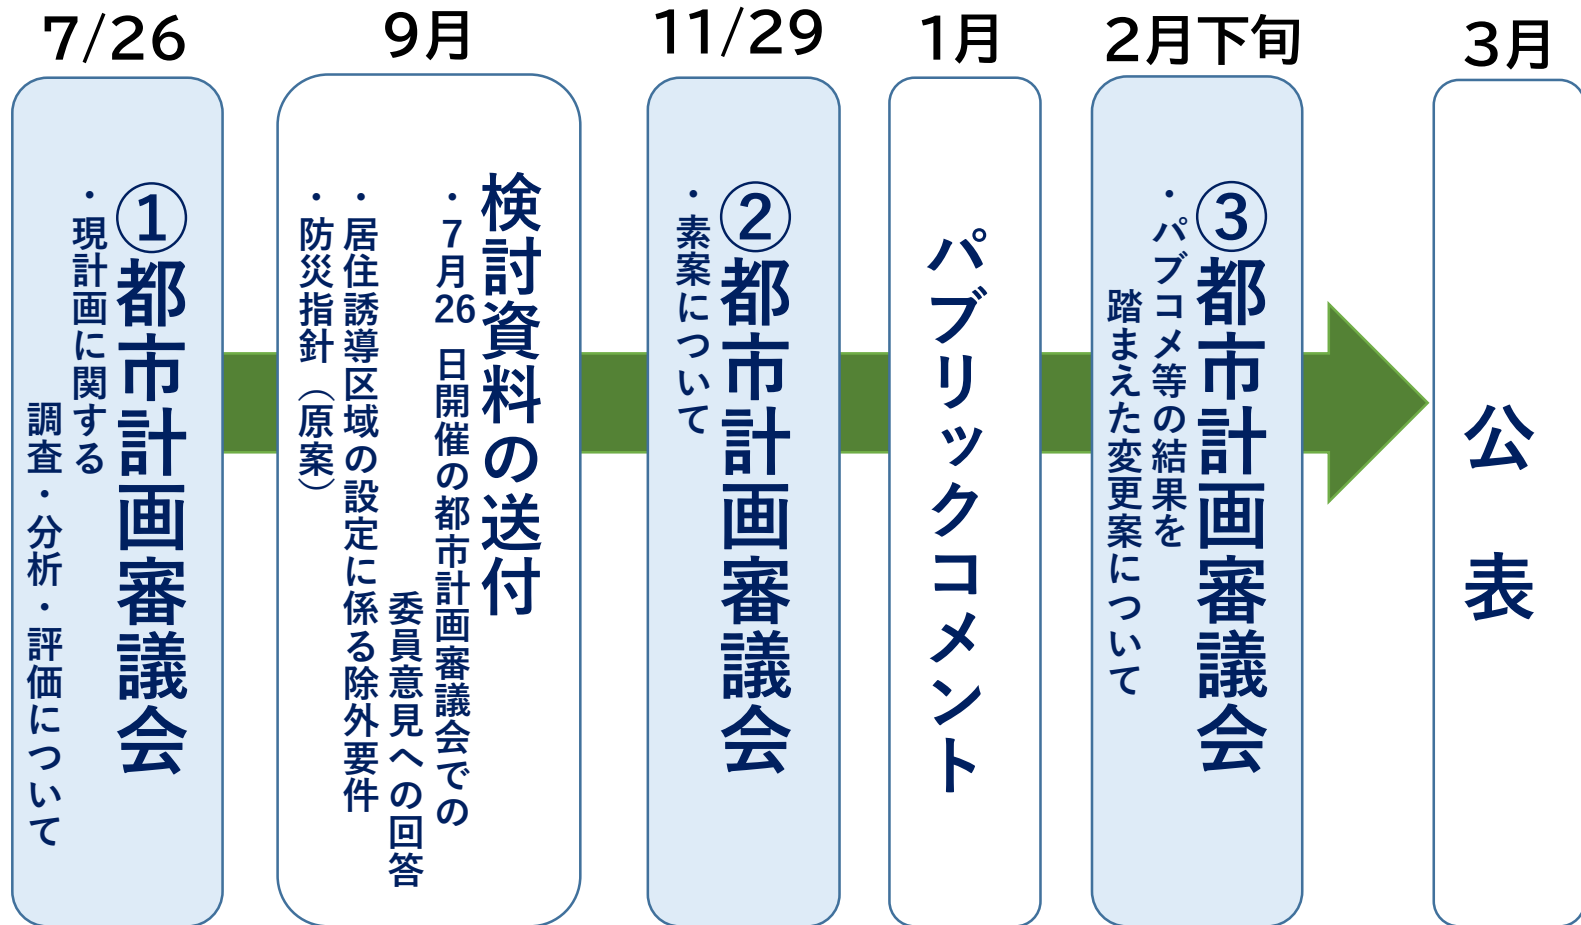 7/26
①都市計画審議会
・現計画に関する
調査・分析・評価について
9月
検討資料の送付
・7月26日開催の都市計画審議会での
委員意見への回答
・居住誘導区域の設定に係る除外要件
・防災指針（原案）
11/29
②都市計画審議会
・素案について
1月
パブリックコメント
2月下旬
③都市計画審議会
・パブコメ等の結果を
踏まえた変更案について
3月
公表